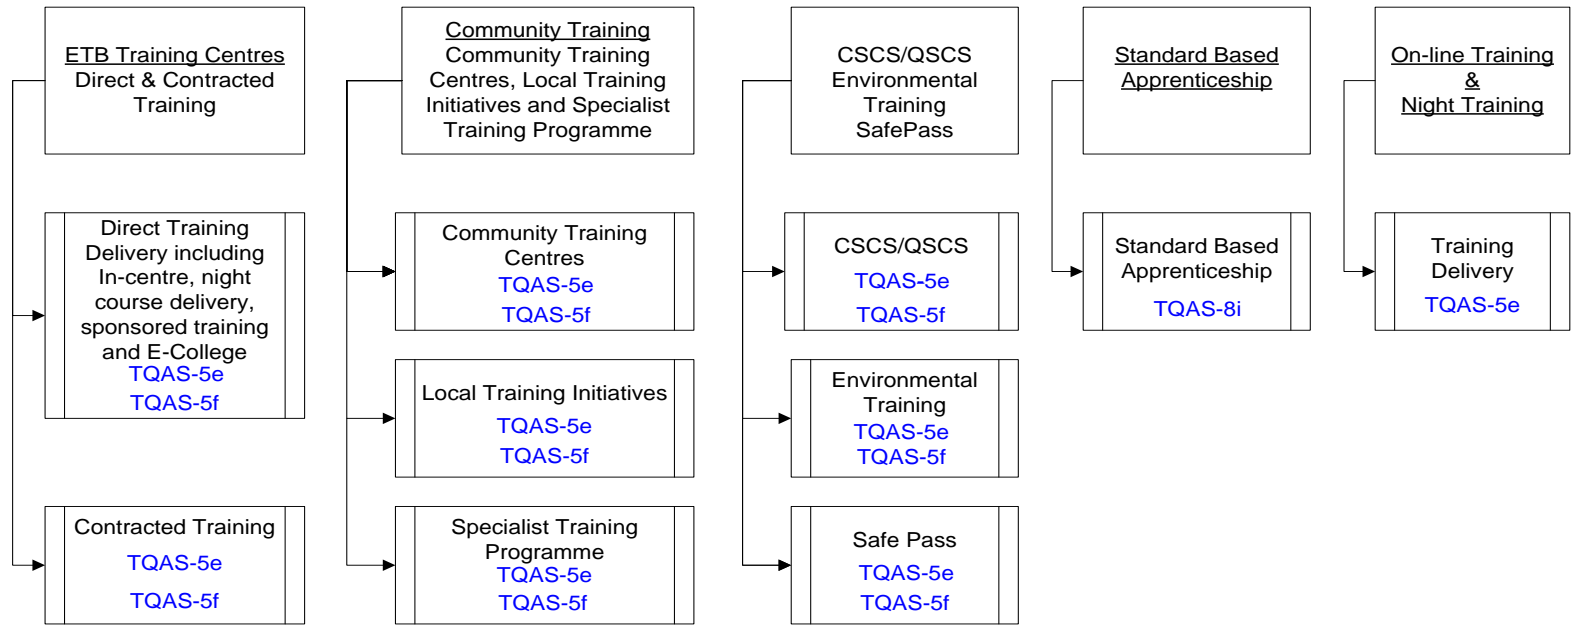 ETB Training Centres
Direct & Contracted
Training
Community Training
Community Training
Centres, Local Training
Initiatives and Specialist
Training Programme
CSCS/QSCS
Environmental
Training
SafePass
Standard Based
Apprenticeship
On-line Training
&
Night Training
Direct Training
Delivery including
In-centre, night
course delivery,
sponsored training
and E-College
TQAS-5e
TQAS-5f
Community Training
Centres
TQAS-5e
TQAS-5f
CSCS/QSCS
TQAS-5e
TQAS-5f
Standard Based
Apprenticeship
TQAS-8i
Training
Delivery
TQAS-5e
Local Training Initiatives
TQAS-5e
TQAS-5f
Environmental
Training
TQAS-5e
TQAS-5f
Contracted Training
TQAS-5e
TQAS-5f
Specialist Training
Programme
TQAS-5e
TQAS-5f
Safe Pass
TQAS-5e
TQAS-5f